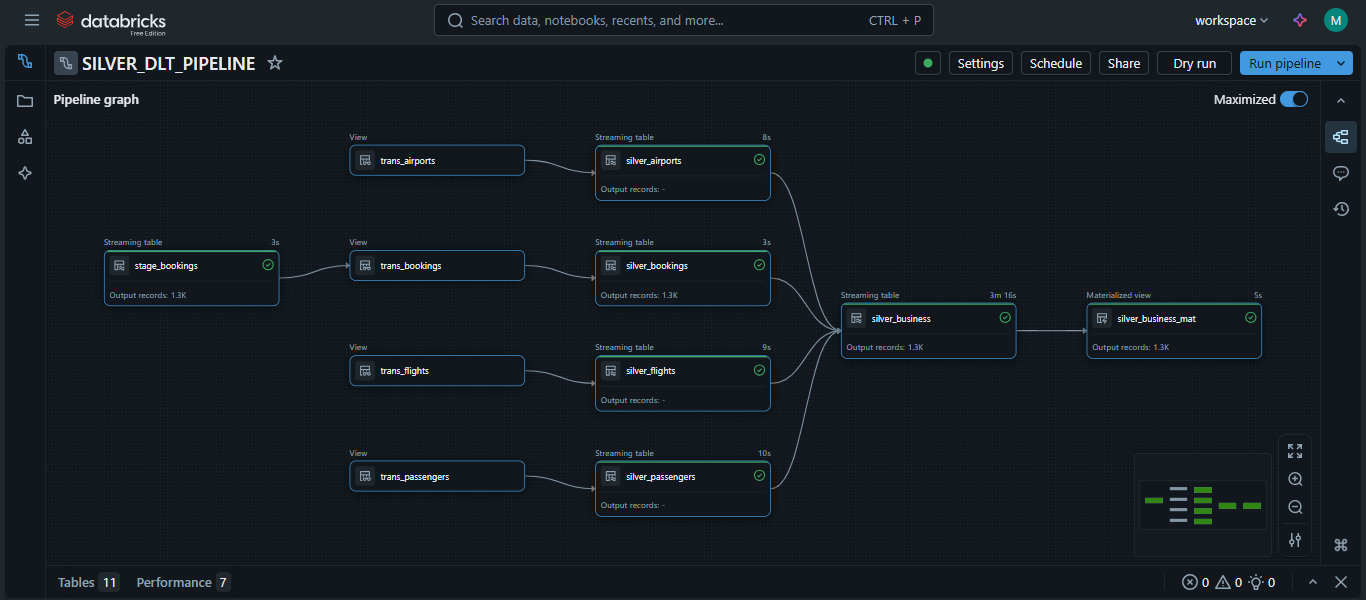 databricks
Free Edition
Search data, notebooks, recents, and more... CTRL + P
workspace
M
SILVER_DLT_PIPELINE
Settings
Schedule
Share
Dry run
Run pipeline
Pipeline graph
Maximized
View
trans_airports
Streaming table 8s
silver_airports
Output records: -
Streaming table 3s
stage_bookings
Output records: 1.3K
View
trans_bookings
Streaming table 3s
silver_bookings
Output records: 1.3K
Streaming table 3m 16s
silver_business
Output records: 1.3K
Materialized view 5s
silver_business_mat
Output records: 1.3K
View
trans_flights
Streaming table 9s
silver_flights
Output records: -
View
trans_passengers
Streaming table 10s
silver_passengers
Output records: -
Tables 11 Performance 7
0 0 0